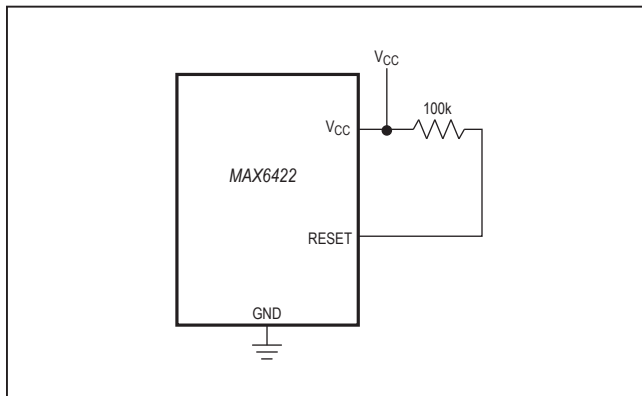 VCC
100k
VCC
MAX6422
RESET
GND